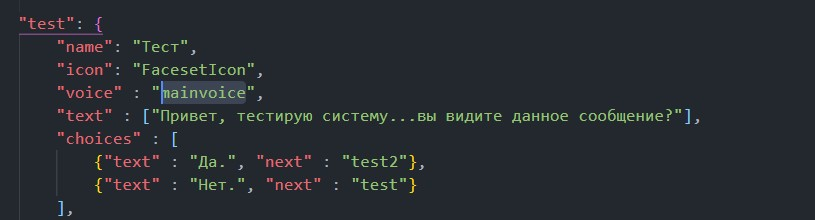 "test": {
"name": "Тест",
"icon": "FacesetIcon",
"voice" : "mainvoice",
"text" : ["Привет, тестирую систему...вы видите данное сообщение?"],
"choices" : [
{"text" : "Да.", "next" : "test2"},
{"text" : "Нет.", "next" : "test"}
],